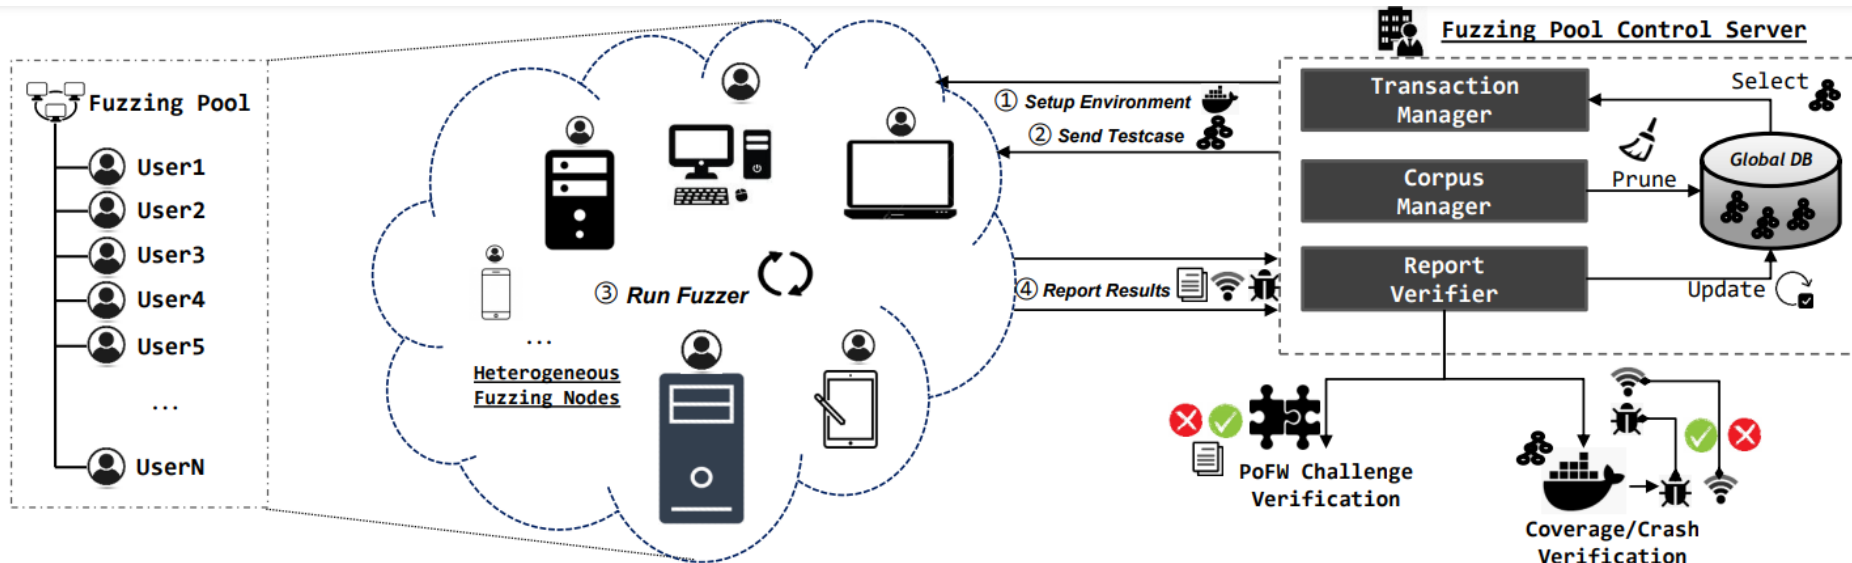 Fuzzing Pool
User1
User2
User3
User4
User5
...
UserN
③ Run Fuzzer
...
Heterogeneous
Fuzzing Nodes
① Setup Environment
② Send Testcase
④ Report Results
Fuzzing Pool Control Server
Transaction
Manager
Select
Corpus
Manager
Prune
Global DB
Report
Verifier
Update
PoFW Challenge
Verification
Coverage/Crash
Verification